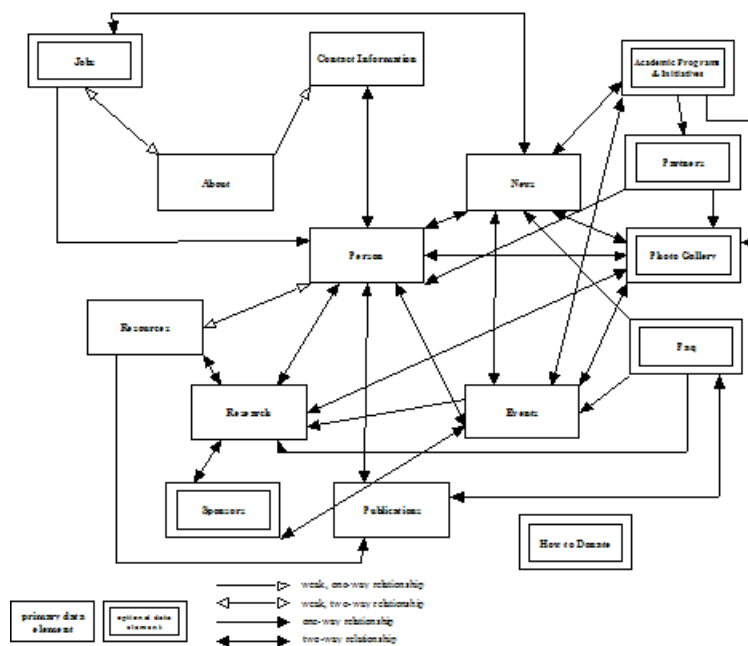 Jobs
Contact Information
Academic Programs
& Initiatives
About
News
Partners
Person
Photo Gallery
Resources
Faq
Research
Events
Sponsors
Publications
How to Donate
weak, one-way relationship
weak, two-way relationship
one-way relationship
two-way relationship
primary data
element
optional data
element